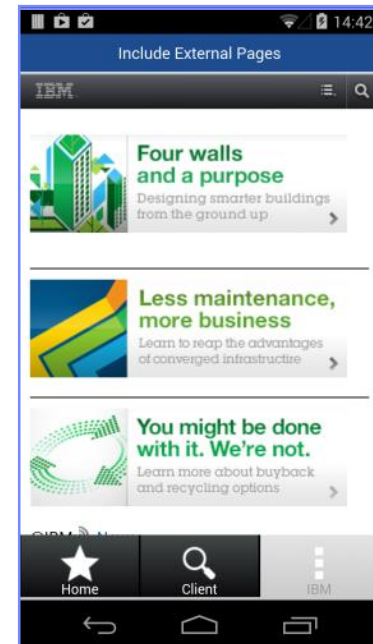 14:42
Include External Pages
IBM
Four walls
and a purpose
Designing smarter buildings
from the ground up
Less maintenance,
more business
Learn to reap the advantages
of converged infrastructire
You might be done
with it. We're not.
Learn more about buyback
and recycling options
Home
Client
IBM